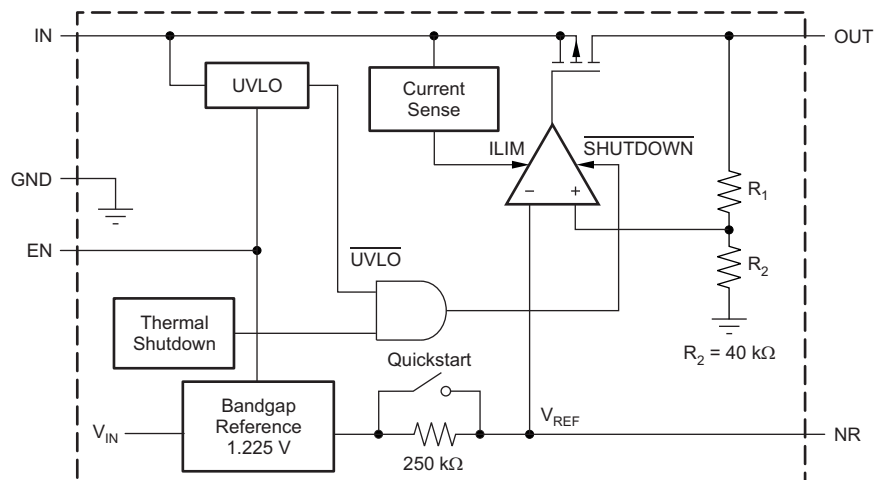 IN
OUT
UVLO
Current
Sense
ILIM
SHUTDOWN
GND
−
+
R1
EN
UVLO
R2
Thermal
Shutdown
R2 = 40 kΩ
Quickstart
Bandgap
Reference
1.225 V
VIN
VREF
NR
250 kΩ